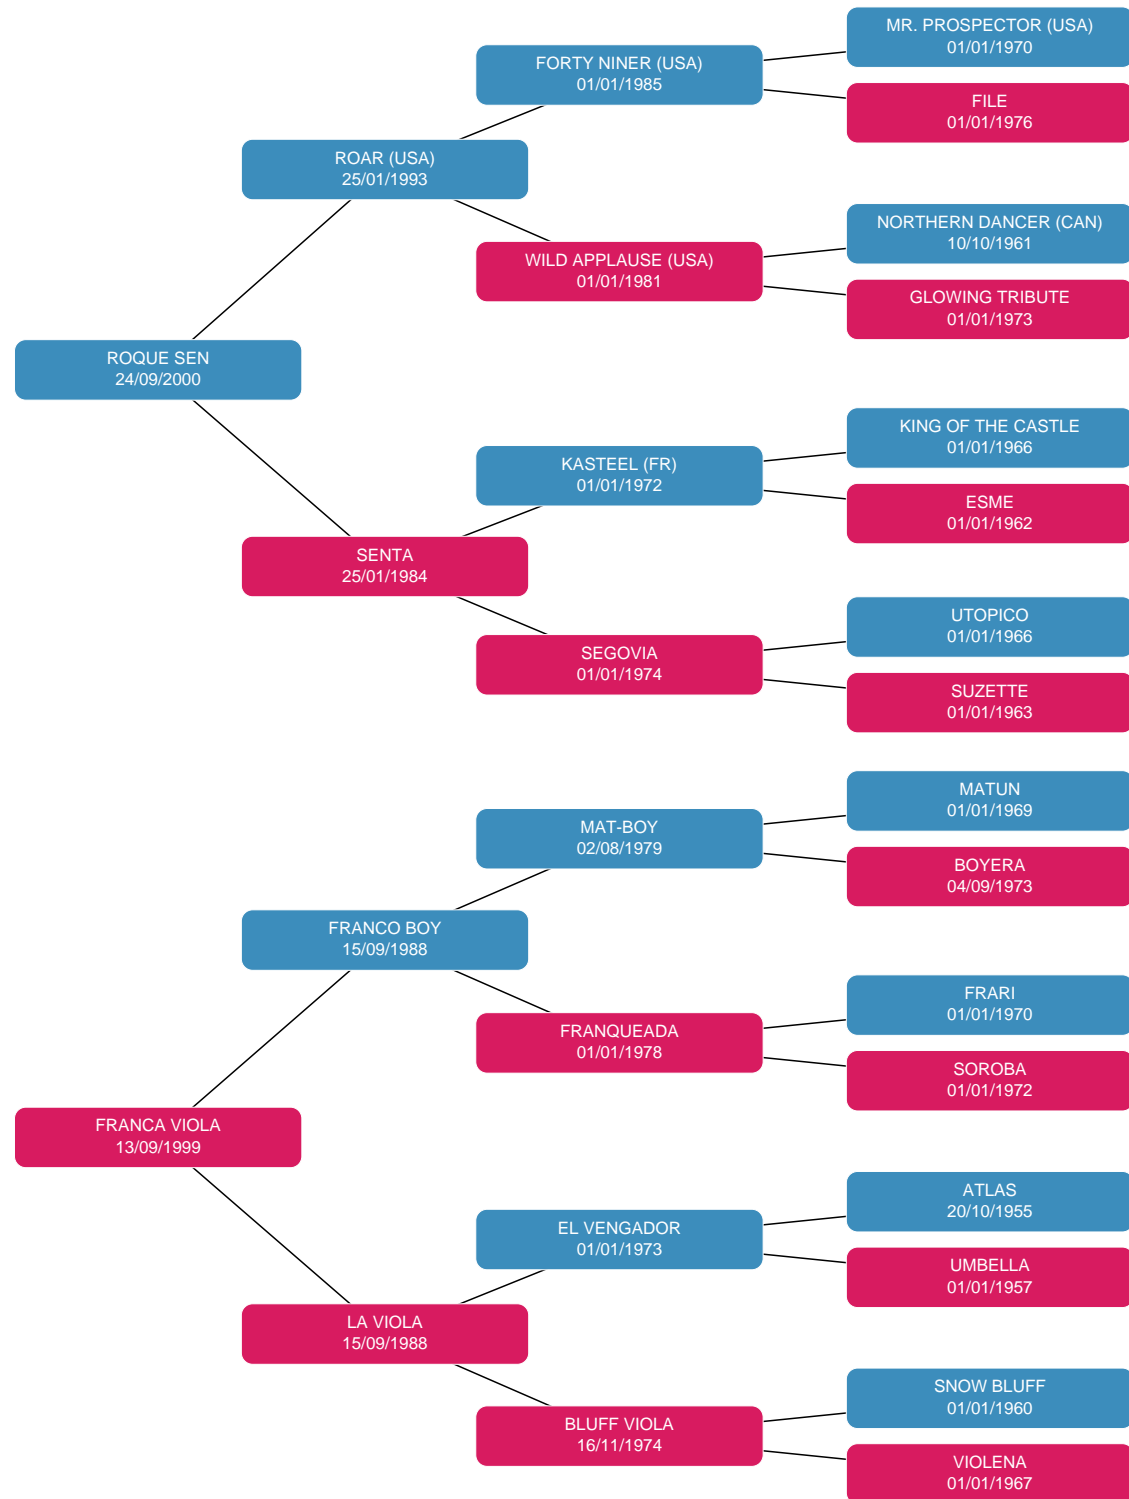 MR. PROSPECTOR (USA)
01/01/1970
FORTY NINER (USA)
01/01/1985
FILE
01/01/1976
ROAR (USA)
25/01/1993
NORTHERN DANCER (CAN)
10/10/1961
WILD APPLAUSE (USA)
01/01/1981
GLOWING TRIBUTE
01/01/1973
ROQUE SEN
24/09/2000
KING OF THE CASTLE
01/01/1966
KASTEEL (FR)
01/01/1972
ESME
01/01/1962
SENTA
25/01/1984
UTOPICO
01/01/1966
SEGOVIA
01/01/1974
SUZETTE
01/01/1963
MATUN
01/01/1969
MAT-BOY
02/08/1979
BOYERA
04/09/1973
FRANCO BOY
15/09/1988
FRARI
01/01/1970
FRANQUEADA
01/01/1978
SOROBA
01/01/1972
FRANCA VIOLA
13/09/1999
ATLAS
20/10/1955
EL VENGADOR
01/01/1973
UMBELLA
01/01/1957
LA VIOLA
15/09/1988
SNOW BLUFF
01/01/1960
BLUFF VIOLA
16/11/1974
VIOLENA
01/01/1967